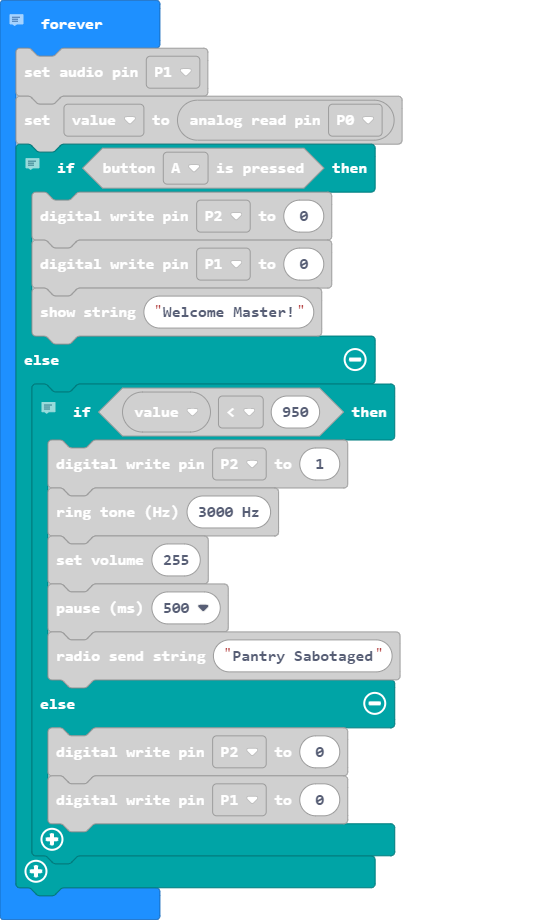 forever
set audio pin P1
set value to analog read pin P0
if button A is pressed then
digital write pin P2 to 0
digital write pin P1 to 0
show string "Welcome Master!"
else
if value < 950 then
digital write pin P2 to 1
ring tone (Hz) 3000 Hz
set volume 255
pause (ms) 500
radio send string "Pantry Sabotaged"
else
digital write pin P2 to 0
digital write pin P1 to 0